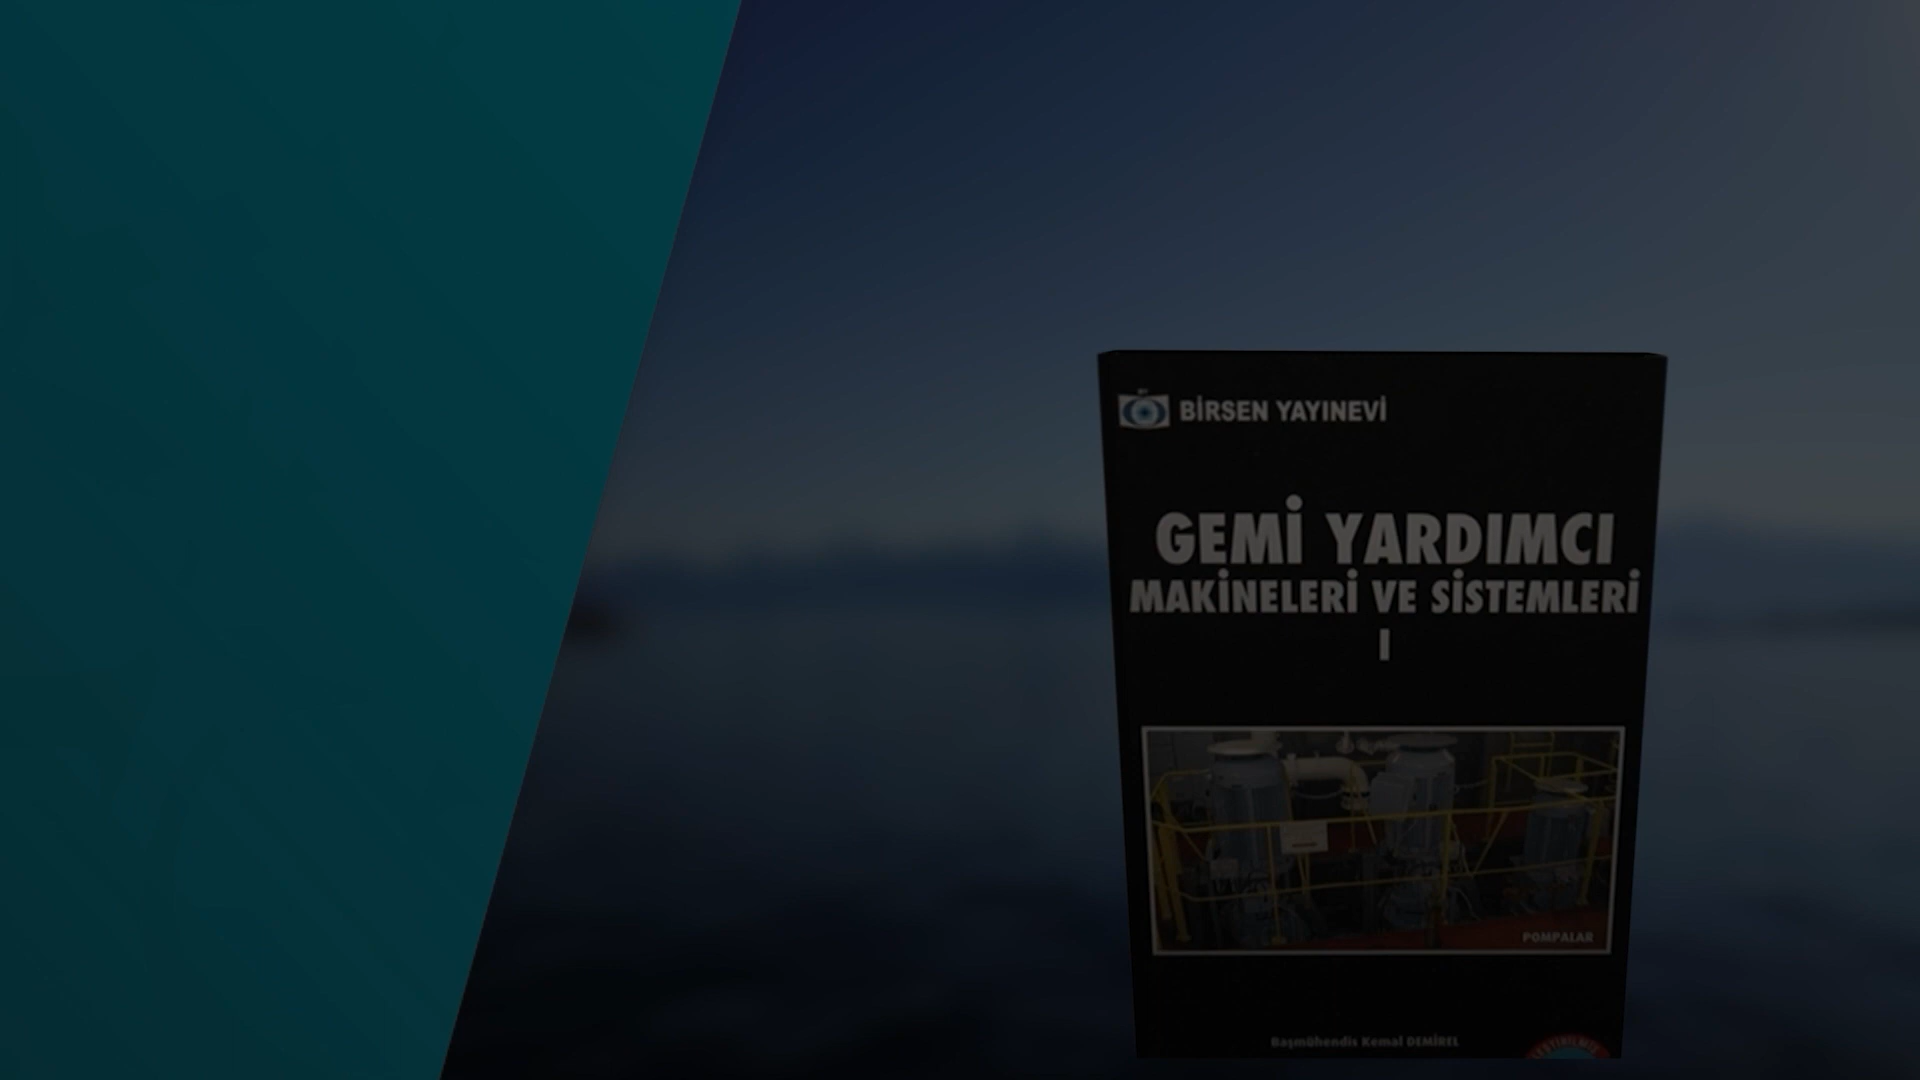 BİRSEN YAYINEVİ
GEMİ YARDIMCI
MAKİNELERİ VE SİSTEMLERİ
I
POMPALAR
Başmühendis Kemal DEMİREL